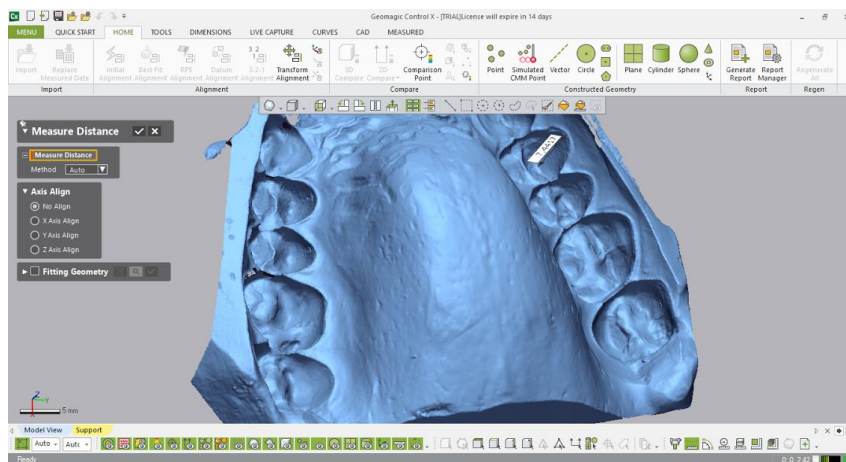 Geomagic Control X - [TRIAL]License will expire in 14 days
MENU QUICK START HOME TOOLS DIMENSIONS LIVE CAPTURE CURVES CAD MEASURED
Import Replace Measured Data Initial Alignment Best Fit Alignment RPS Alignment Datum Alignment 3-2-1 Alignment Transform Alignment 3D Compare 2D Compare Comparison Point Point Simulated CMM Point Vector Circle Plane Cylinder Sphere Generate Report Report Manager Regenerate All
Import Alignment Compare Constructed Geometry Report Regen
Measure Distance
Measure Distance
Method Auto
Axis Align
No Align
X Axis Align
Y Axis Align
Z Axis Align
Fitting Geometry
Z
Y
5 mm
Model View Support
Auto Auto
Ready